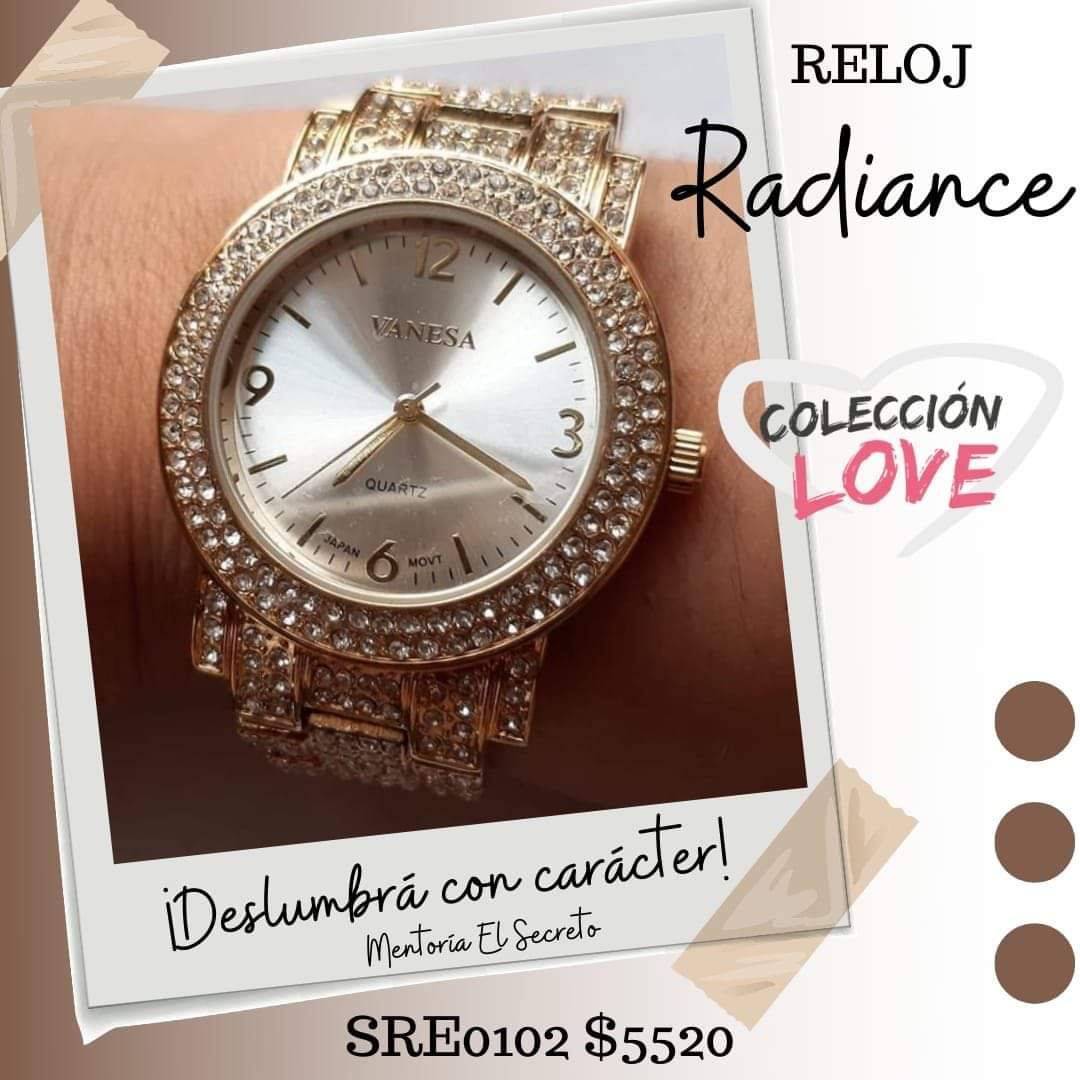 RELOJ
Radiance
12
VANESA
9
3
QUARTZ
6
JAPAN MOVT
COLECCIÓN
LOVE
¡Deslumbrá con carácter!
Mentoría El Secreto
SRE0102 $5520